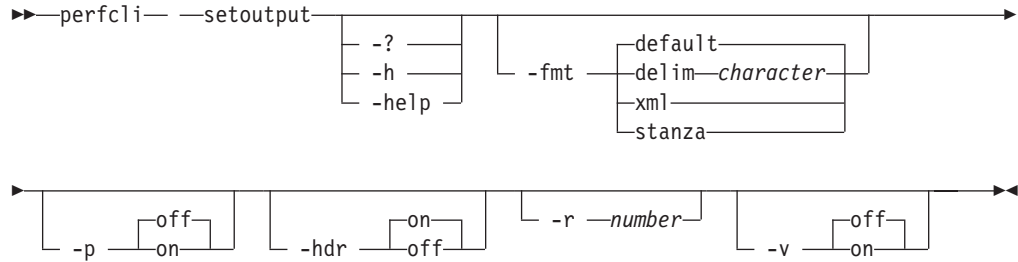 perfcli setoutput
-?
-h
-help
-fmt
default
delim character
xml
stanza
-p
off
on
-hdr
on
off
-r number
-v
off
on